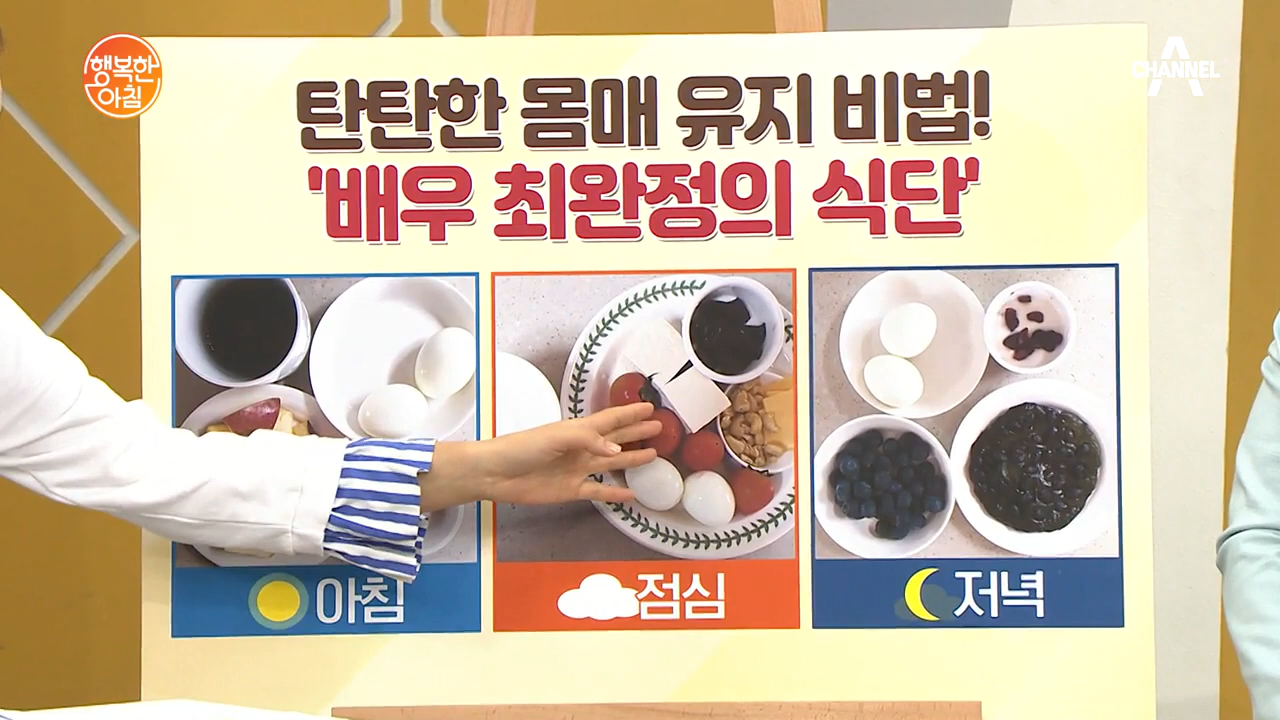 행복한
아침
CHANNEL A
탄탄한 몸매 유지 비법!
'배우 최완정의 식단'
아침
점심
저녁